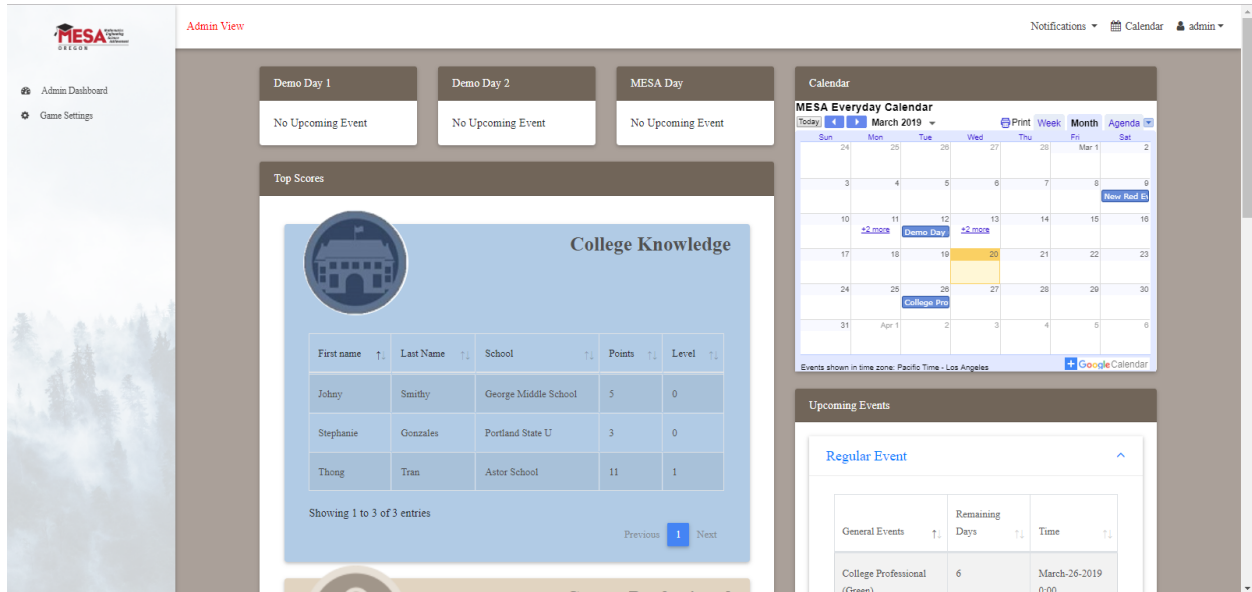 MESA
OREGON
Admin View
Notifications
Calendar
admin
Admin Dashboard
Game Settings
Demo Day 1
No Upcoming Event
Demo Day 2
No Upcoming Event
MESA Day
No Upcoming Event
Top Scores
College Knowledge
First name Last Name School Points Level
Johny Smithy George Middle School 5 0
Stephanie Gonzales Portland State U 3 0
Thong Tran Astor School 11 1
Showing 1 to 3 of 3 entries
Previous 1 Next
Calendar
MESA Everyday Calendar
Today March 2019 Print Week Month Agenda
Sun Mon Tue Wed Thu Fri Sat
24 25 26 27 28 Mar 1 2
3 4 5 6 7 8 9
New Red Ev
10 11 12 13 14 15 16
+2 more Demo Day +2 more
17 18 19 20 21 22 23
24 25 26 27 28 29 30
College Pro
31 Apr 1 2 3 4 5 6
Events shown in time zone: Pacific Time - Los Angeles
+ GoogleCalendar
Upcoming Events
Regular Event
General Events Remaining Days Time
College Professional (Green) 6 March-26-2019 0:00